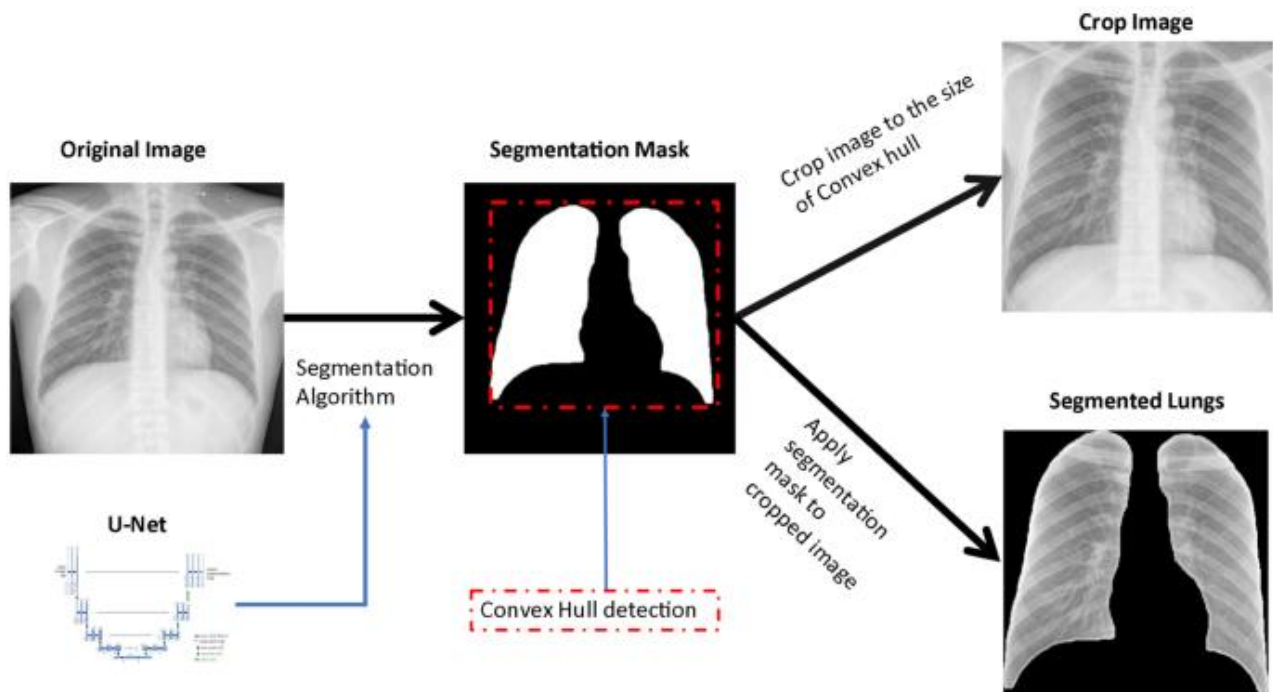 Crop Image
Crop image to the size
of Convex hull
Original Image
Segmentation Mask
Segmentation
Algorithm
Segmented Lungs
Apply
segmentation
mask to
cropped image
U-Net
Convex Hull detection